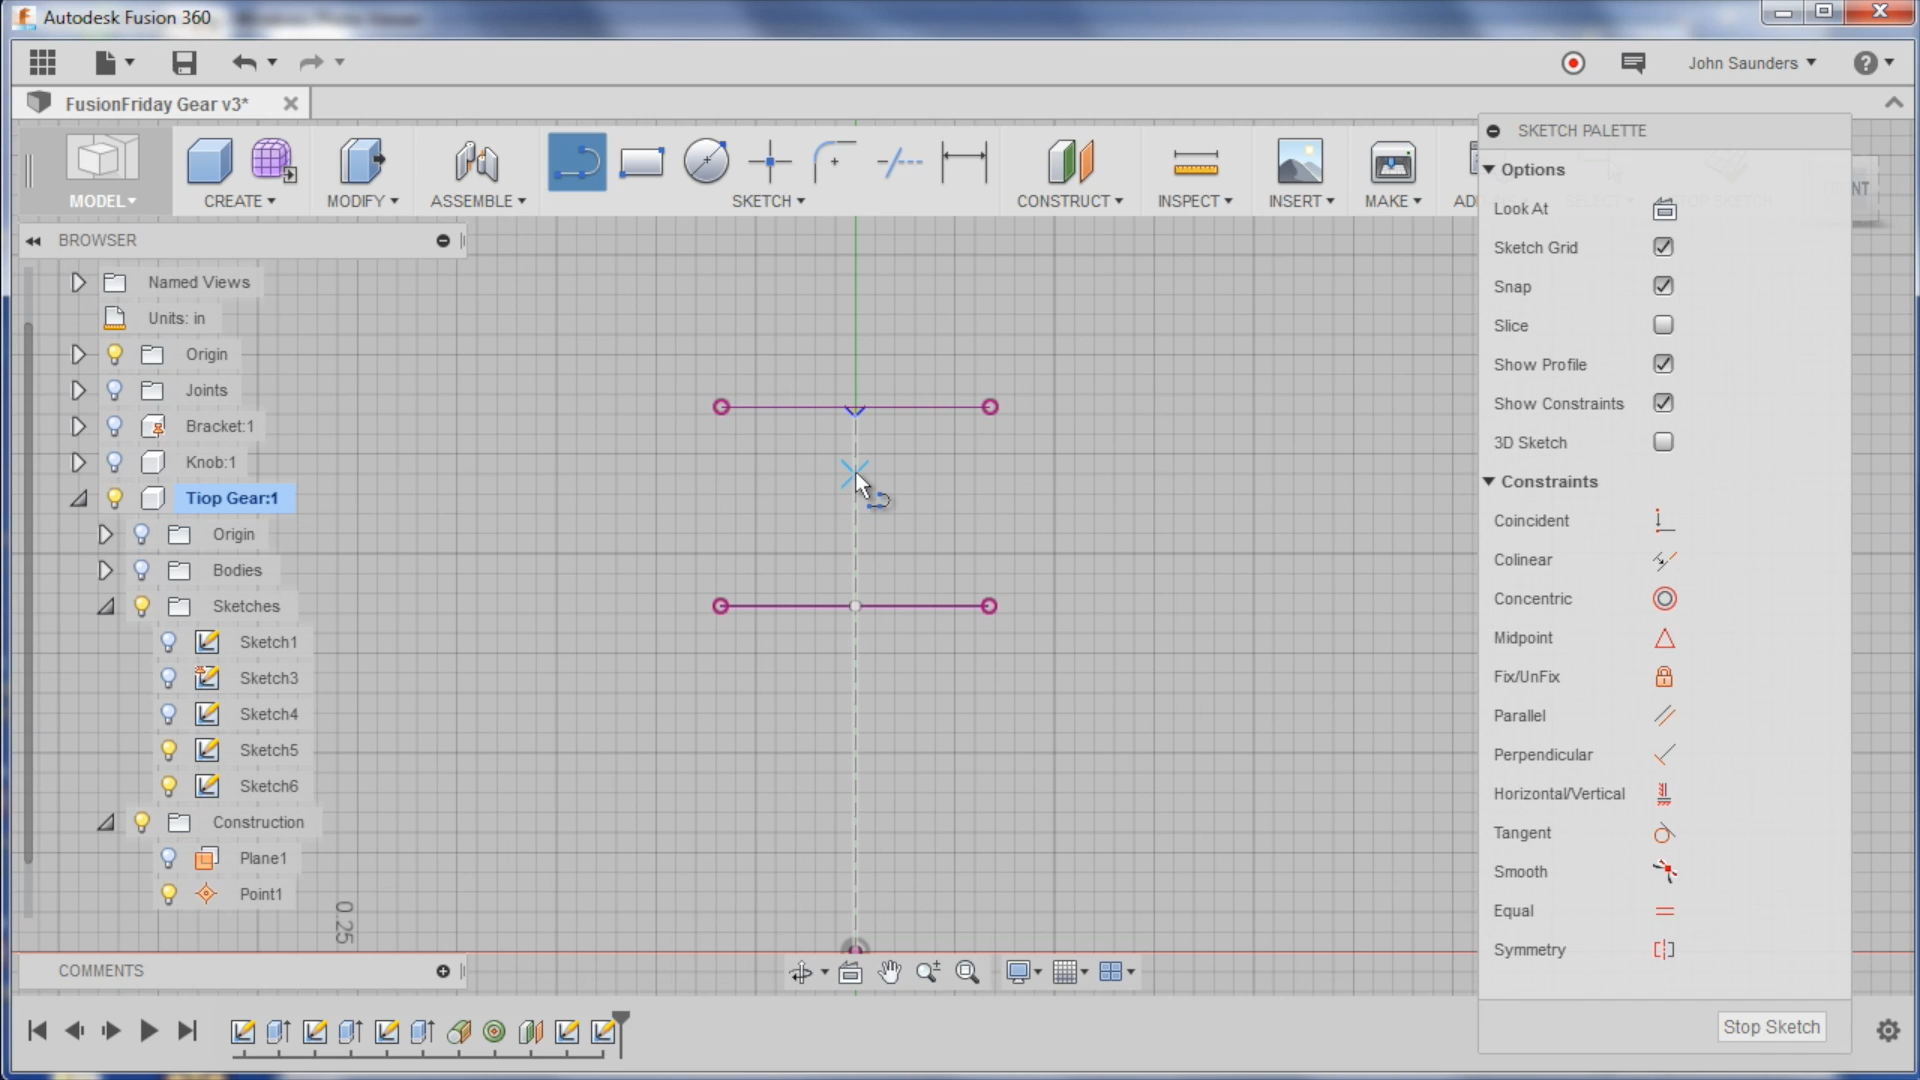 Autodesk Fusion 360
John Saunders
FusionFriday Gear v3*
MODEL
CREATE
MODIFY
ASSEMBLE
SKETCH
CONSTRUCT
INSPECT
INSERT
MAKE
AD
BROWSER
Named Views
Units: in
Origin
Joints
Bracket:1
Knob:1
Tiop Gear:1
Origin
Bodies
Sketches
Sketch1
Sketch3
Sketch4
Sketch5
Sketch6
Construction
Plane1
Point1
0.25
COMMENTS
SKETCH PALETTE
Options
Look At
Sketch Grid
Snap
Slice
Show Profile
Show Constraints
3D Sketch
Constraints
Coincident
Colinear
Concentric
Midpoint
Fix/UnFix
Parallel
Perpendicular
Horizontal/Vertical
Tangent
Smooth
Equal
Symmetry
Stop Sketch